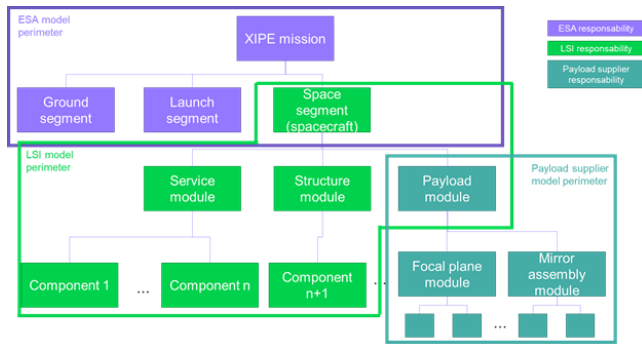 ESA model
perimeter
XIPE mission
ESA responsability
LSI responsability
Payload supplier
responsability
Ground
segment
Launch
segment
Space
segment
(spacecraft)
LSI model
perimeter
Service
module
Structure
module
Payload
module
Payload supplier
model perimeter
Component 1
...
Component n
Component
n+1
...
Focal plane
module
Mirror
assembly
module
...